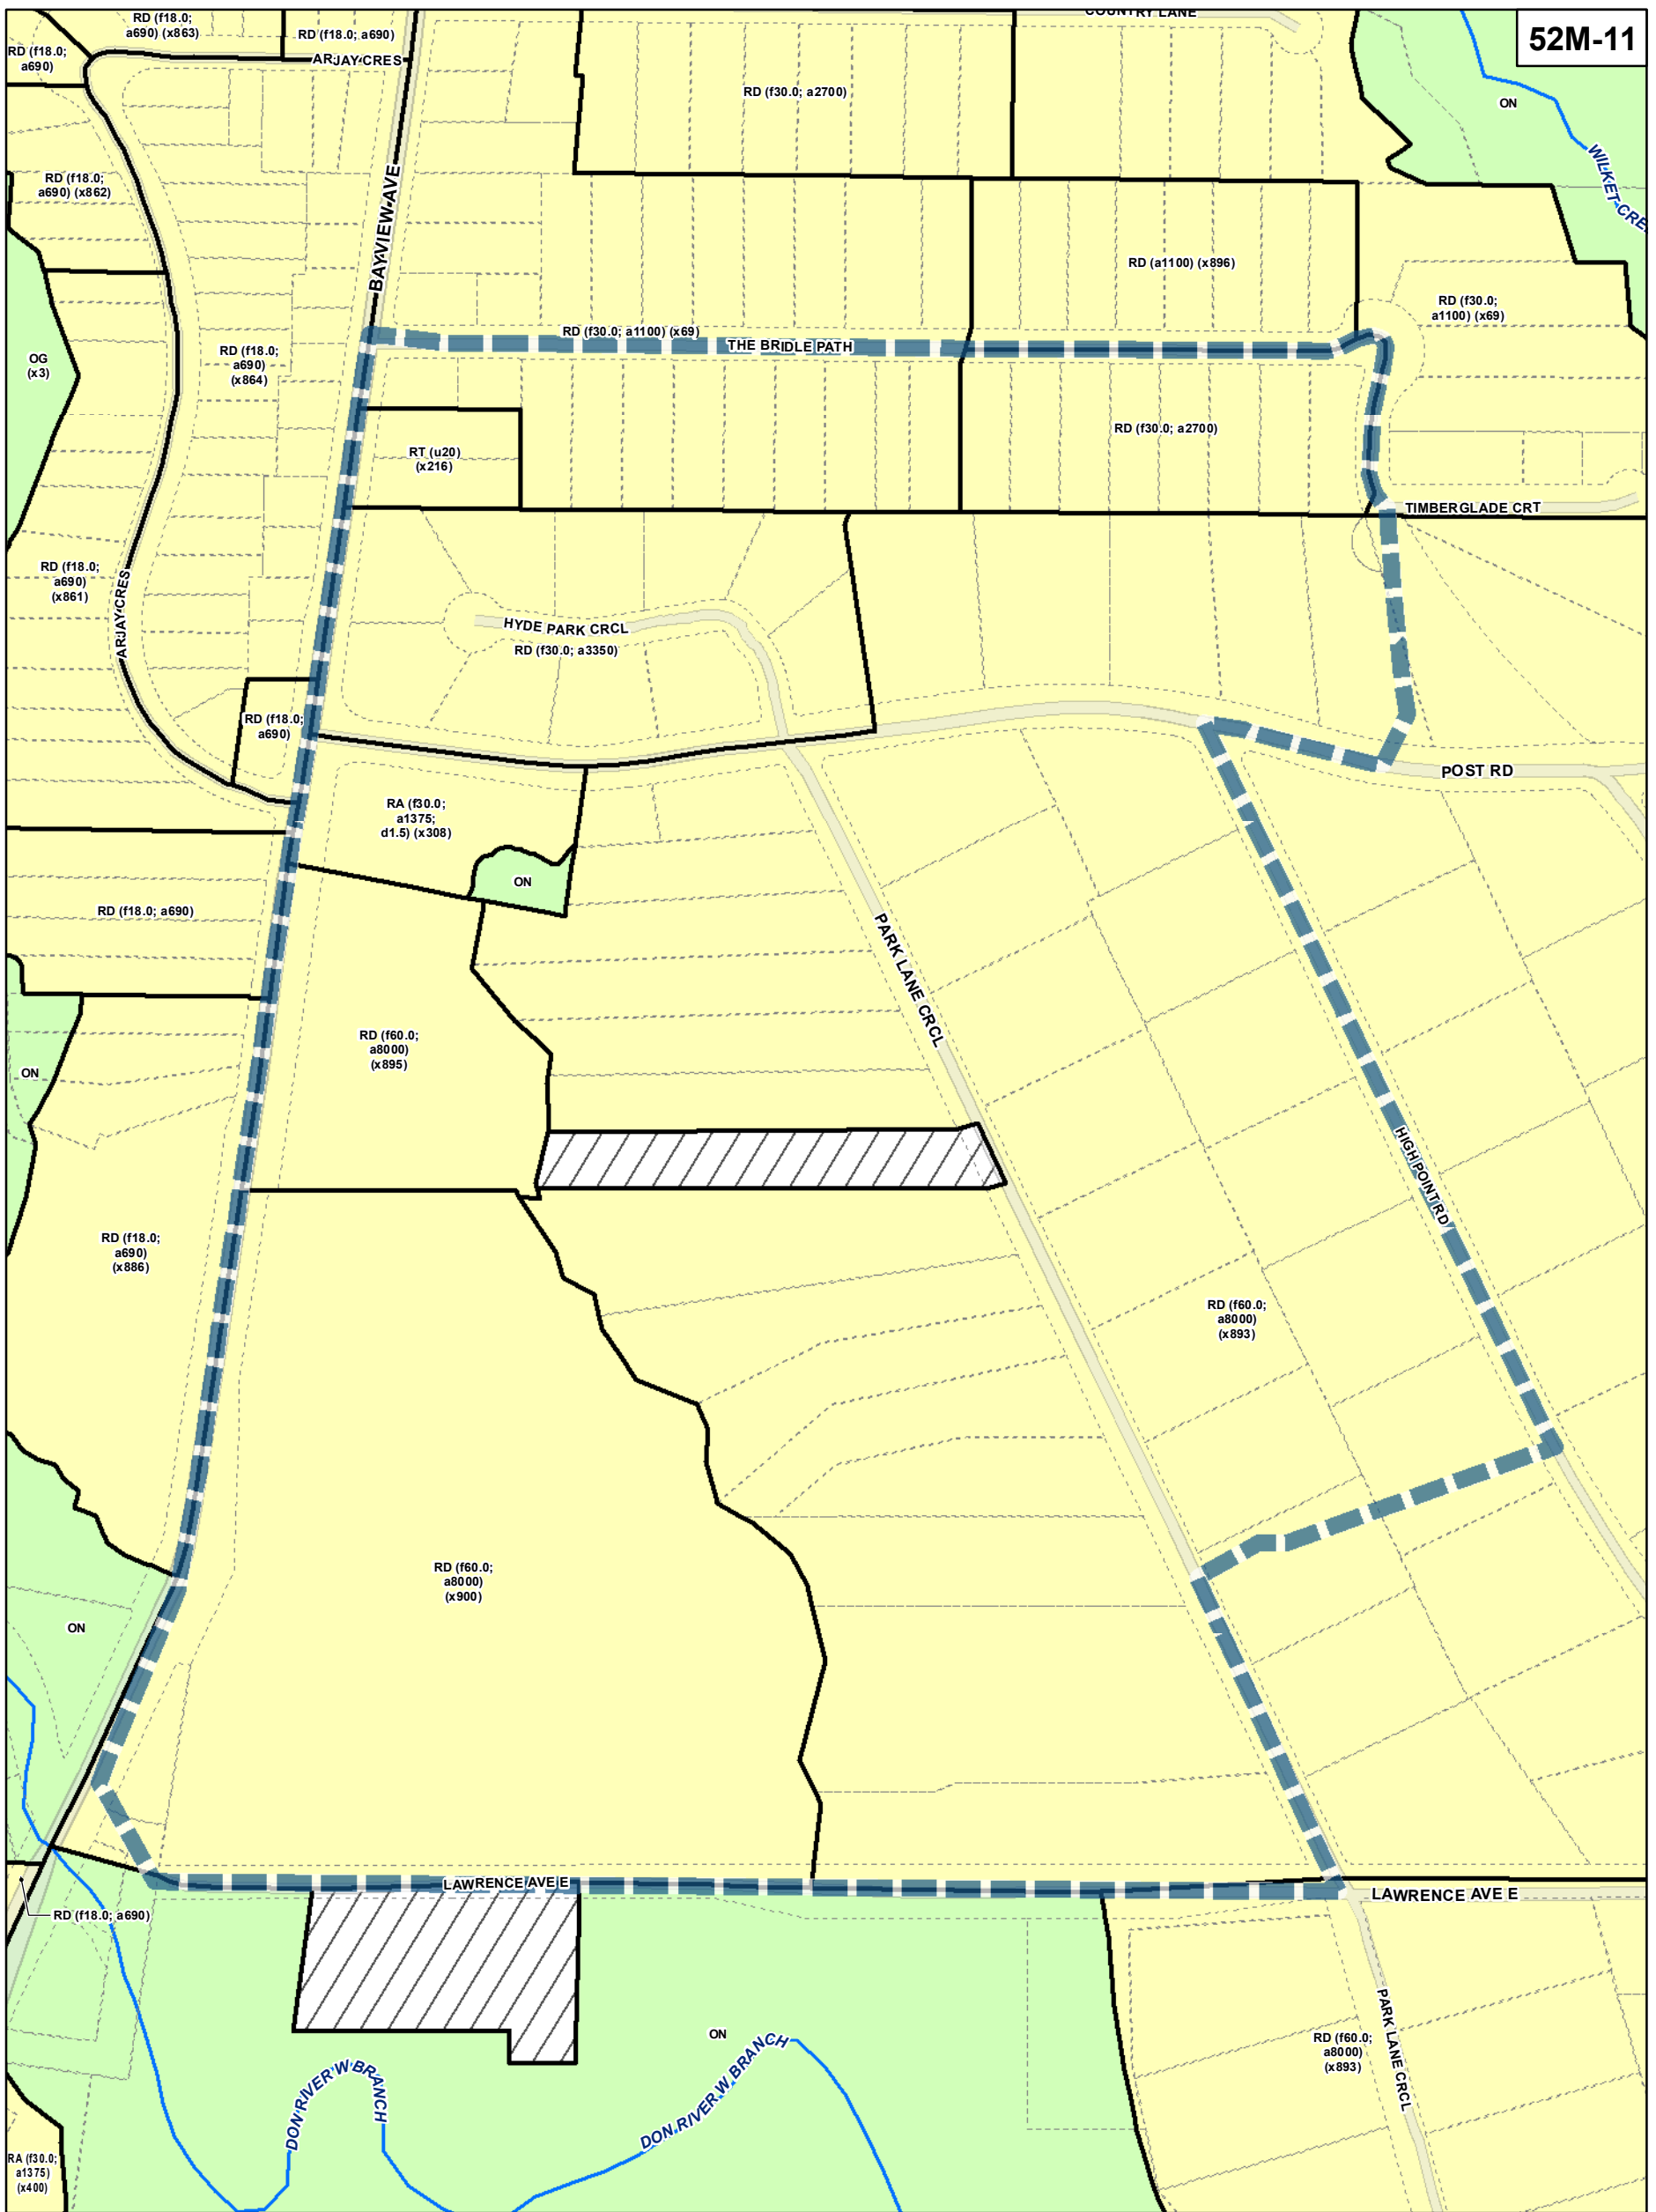 52M-11
COUNTRY LANE
RD (f18.0;
a690) (x863)
RD (f18.0; a690)
RD (f18.0;
a690)
ARJAY CRES
RD (f30.0; a2700)
ON
WILKET CRE
RD (f18.0;
a690) (x862)
BAYVIEW AVE
RD (a1100) (x896)
RD (f30.0;
a1100) (x69)
RD (f30.0; a1100) (x69)
THE BRIDLE PATH
OG
(x3)
RD (f18.0;
a690)
(x864)
RT (u20)
(x216)
RD (f30.0; a2700)
TIMBERGLADE CRT
RD (f18.0;
a690)
(x861)
ARJAY CRES
HYDE PARK CRCL
RD (f30.0; a3350)
RD (f18.0;
a690)
POST RD
RA (f30.0;
a1375;
d1.5) (x308)
ON
RD (f18.0; a690)
PARK LANE CRCL
RD (f60.0;
a8000)
(x895)
ON
HIGH POINT RD
RD (f18.0;
a690)
(x886)
RD (f60.0;
a8000)
(x893)
RD (f60.0;
a8000)
(x900)
ON
LAWRENCE AVE E
LAWRENCE AVE E
RD (f18.0; a690)
ON
DON RIVER W BRANCH
DON RIVER W BRANCH
RD (f60.0;
a8000)
(x893)
PARK LANE CRCL
RA (f30.0;
a1375)
(x400)